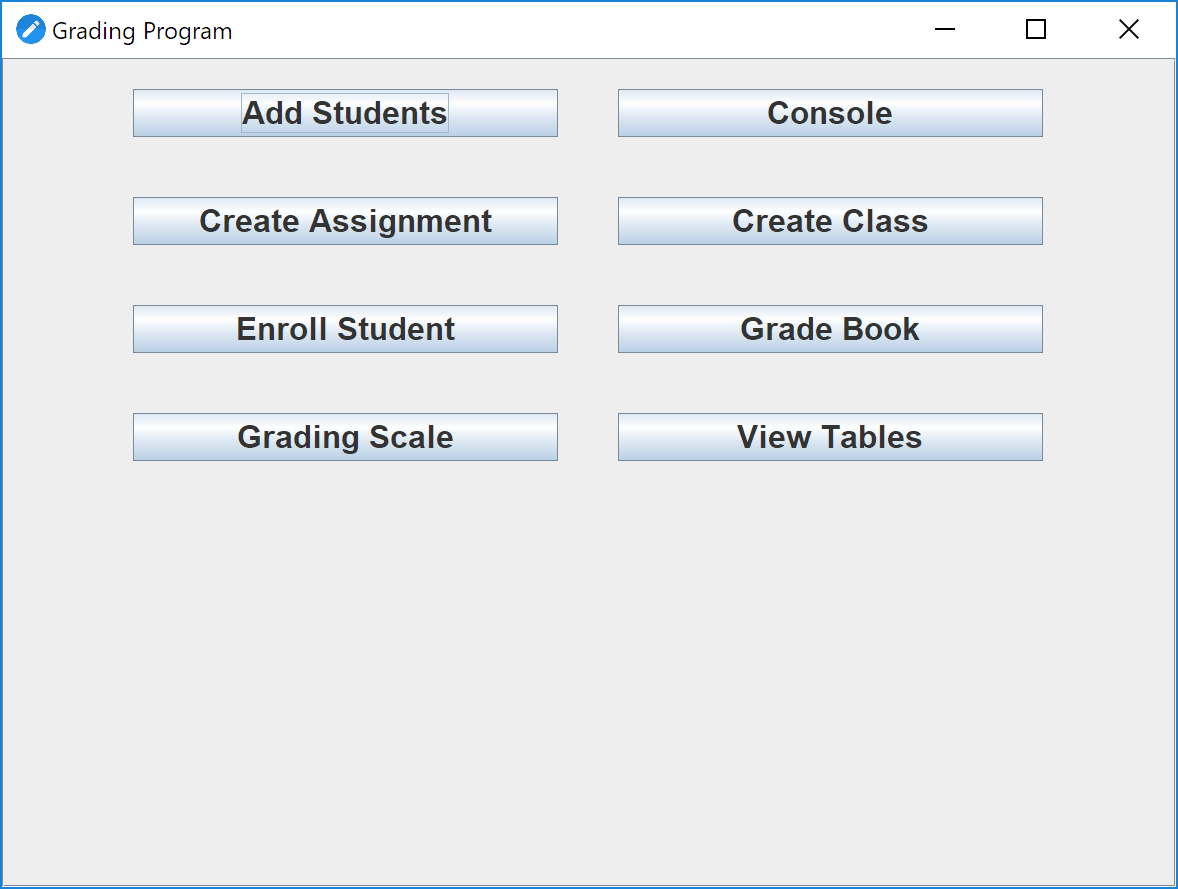 Grading Program
Add Students
Console
Create Assignment
Create Class
Enroll Student
Grade Book
Grading Scale
View Tables